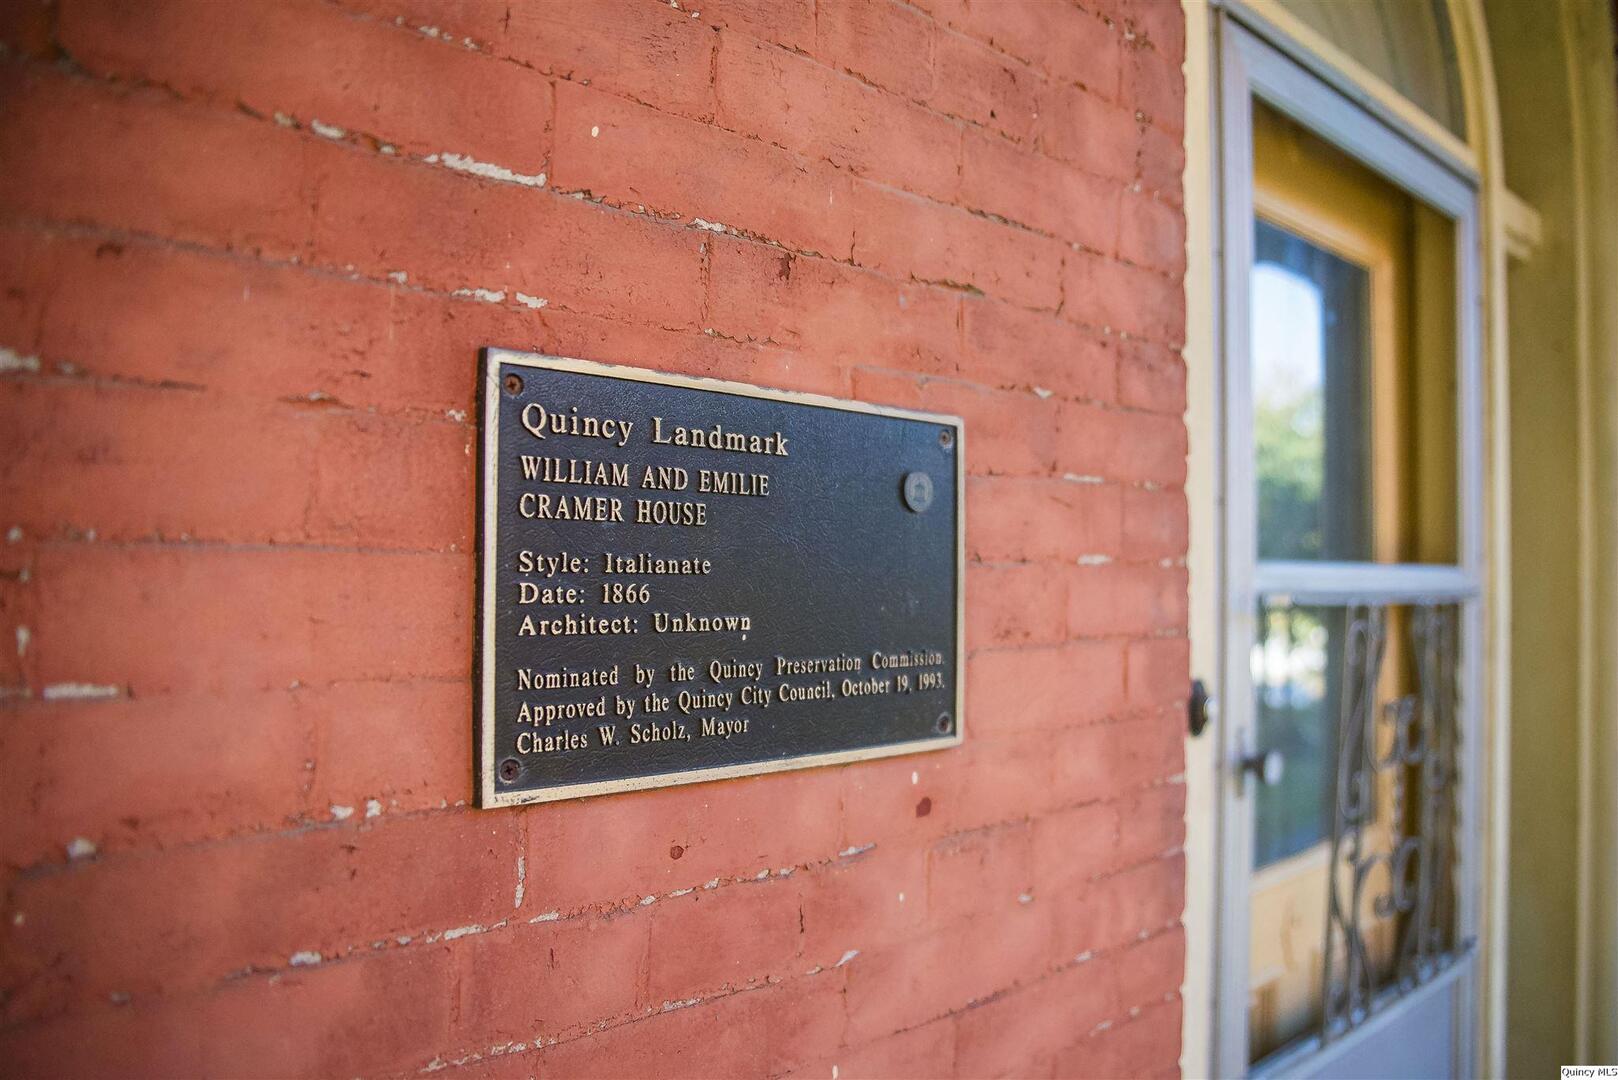 Quincy Landmark
WILLIAM AND EMILIE
CRAMER HOUSE
Style: Italianate
Date: 1866
Architect: Unknown
Nominated by the Quincy Preservation Commission.
Approved by the Quincy City Council, October 19, 1993.
Charles W. Scholz, Mayor
Quincy MLS